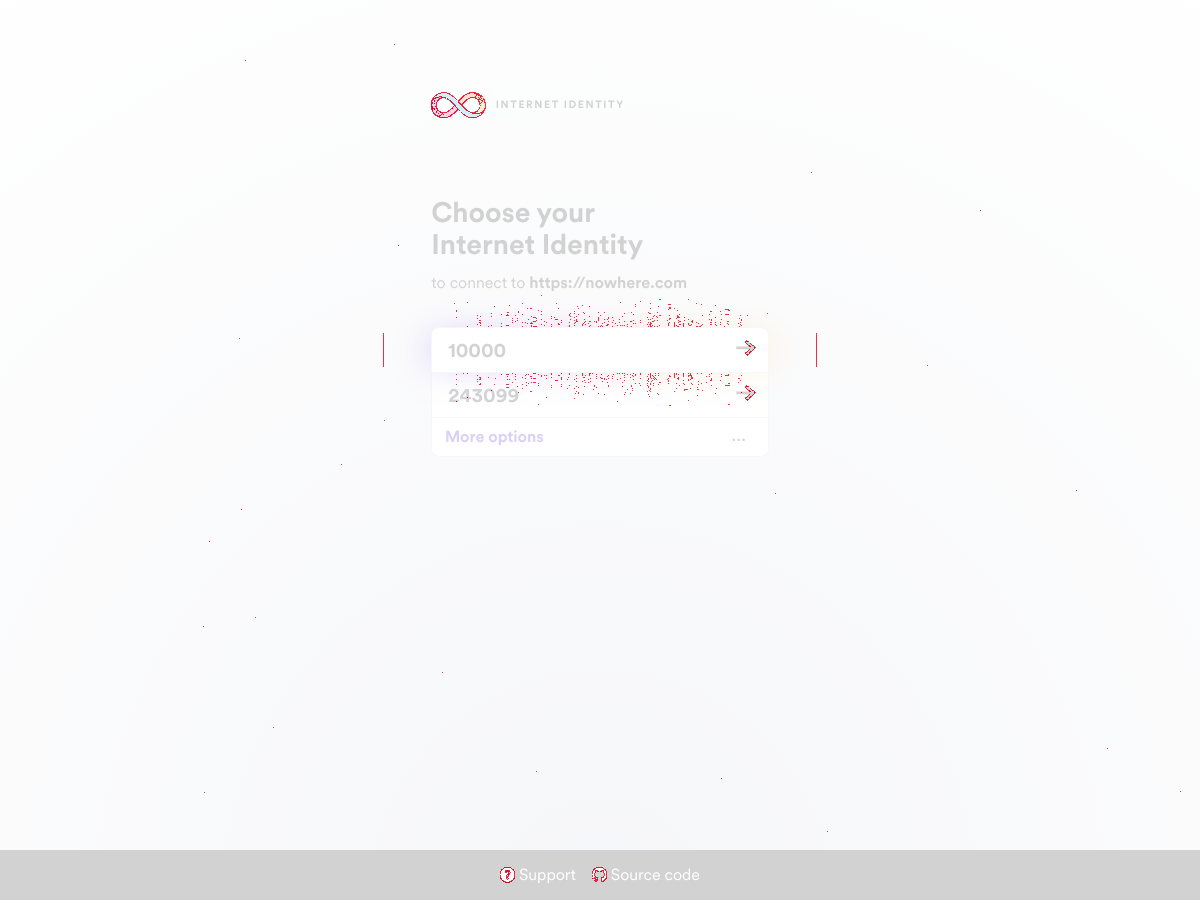 INTERNET IDENTITY
Choose your
Internet Identity
to connect to https://nowhere.com
10000
243099
More options ...
Support Source code